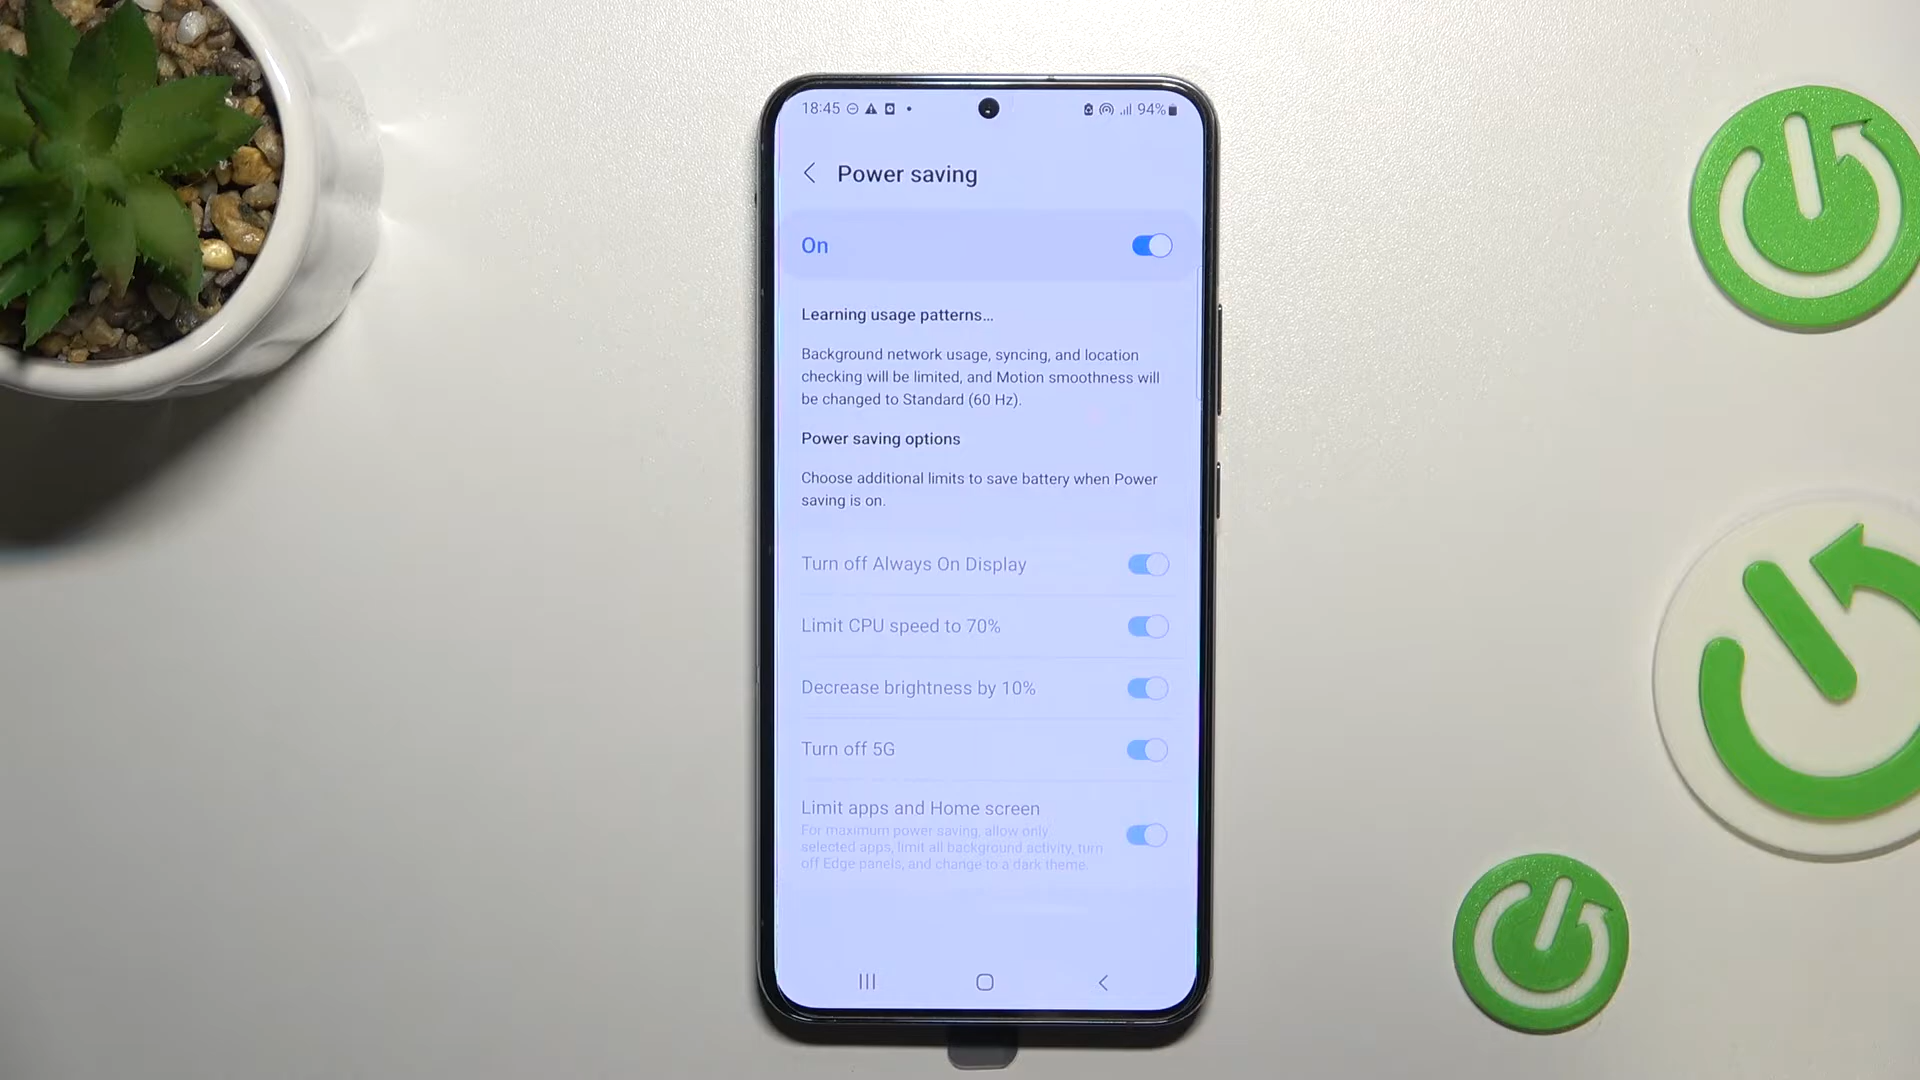 18:45
94%
Power saving
On
Learning usage patterns...
Background network usage, syncing, and location
checking will be limited, and Motion smoothness will
be changed to Standard (60 Hz).
Power saving options
Choose additional limits to save battery when Power
saving is on.
Turn off Always On Display
Limit CPU speed to 70%
Decrease brightness by 10%
Turn off 5G
Limit apps and Home screen
For maximum power saving, allow only
selected apps, limit all background activity, turn
off Edge panels, and change to a dark theme.